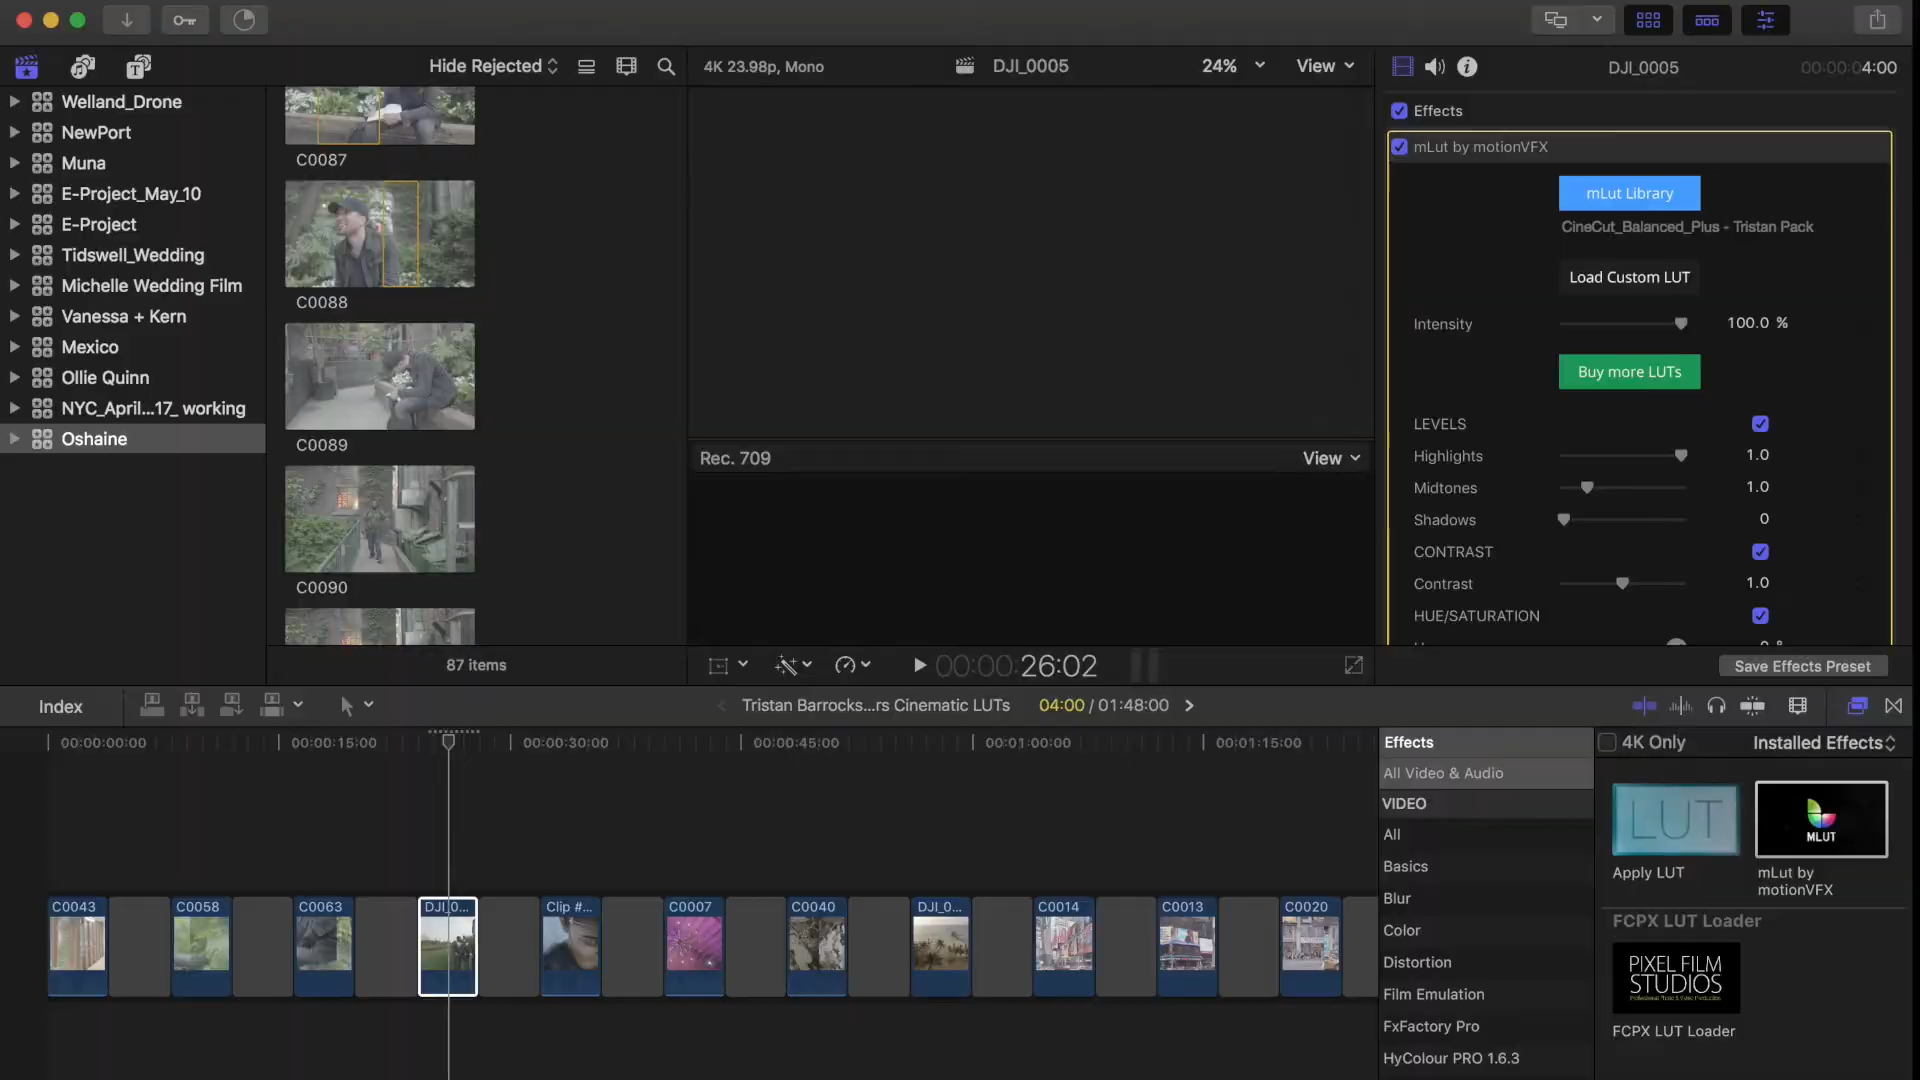 Hide Rejected
4K 23.98p, Mono
DJI_0005
24%
View
DJI_0005
00:00:04:00
Welland_Drone
NewPort
Muna
E-Project_May_10
E-Project
Tidswell_Wedding
Michelle Wedding Film
Vanessa + Kern
Mexico
Ollie Quinn
NYC_April...17_ working
Oshaine
C0087
C0088
C0089
C0090
87 items
Rec. 709
View
00:00:26:02
Effects
mLut by motionVFX
mLut Library
CineCut_Balanced_Plus - Tristan Pack
Load Custom LUT
Intensity
100.0 %
Buy more LUTs
LEVELS
Highlights
1.0
Midtones
1.0
Shadows
0
CONTRAST
Contrast
1.0
HUE/SATURATION
Save Effects Preset
Index
Tristan Barrocks...rs Cinematic LUTs
04:00 / 01:48:00
00:00:00:00
00:00:15:00
00:00:30:00
00:00:45:00
00:01:00:00
00:01:15:00
C0043
C0058
C0063
DJI_0...
Clip #...
C0007
C0040
DJI_0...
C0014
C0013
C0020
Effects
All Video & Audio
VIDEO
All
Basics
Blur
Color
Distortion
Film Emulation
FxFactory Pro
HyColour PRO 1.6.3
4K Only
Installed Effects
LUT
Apply LUT
MLUT
mLut by
motionVFX
FCPX LUT Loader
PIXEL FILM
STUDIOS
FCPX LUT Loader